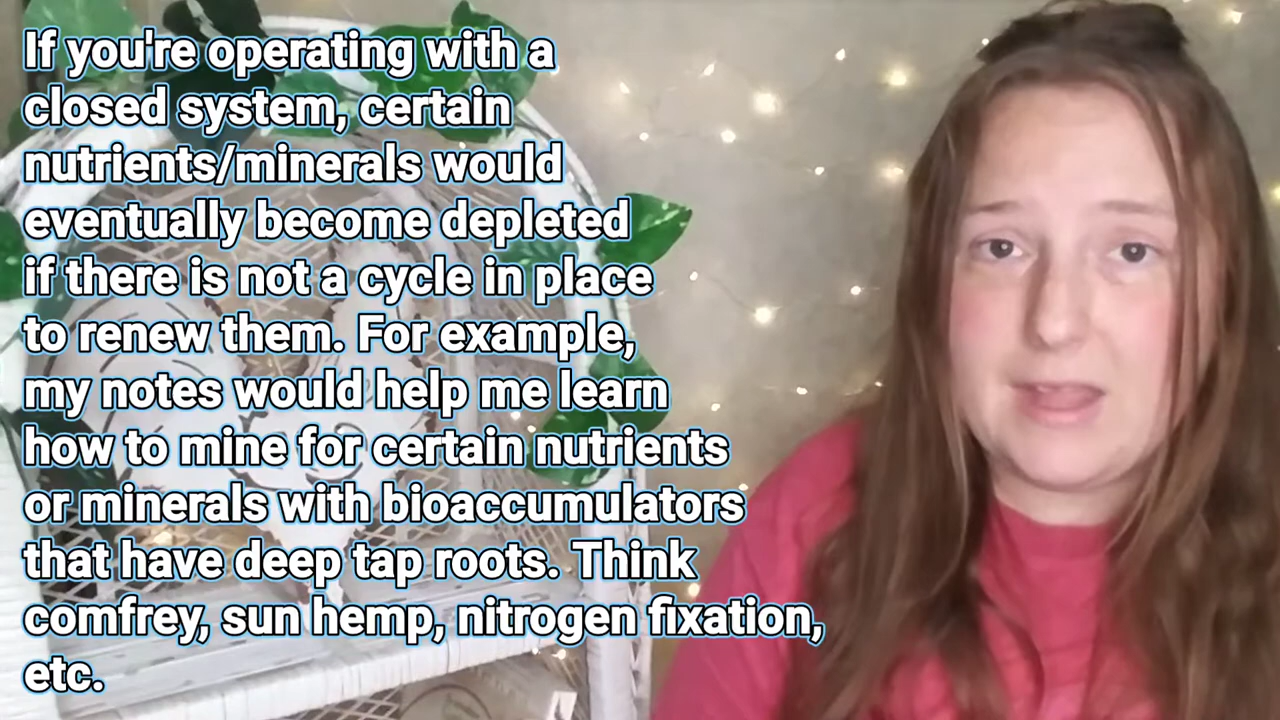 If you're operating with a
closed system, certain
nutrients/minerals would
eventually become depleted
if there is not a cycle in place
to renew them. For example,
my notes would help me learn
how to mine for certain nutrients
or minerals with bioaccumulators
that have deep tap roots. Think
comfrey, sun hemp, nitrogen fixation,
etc.